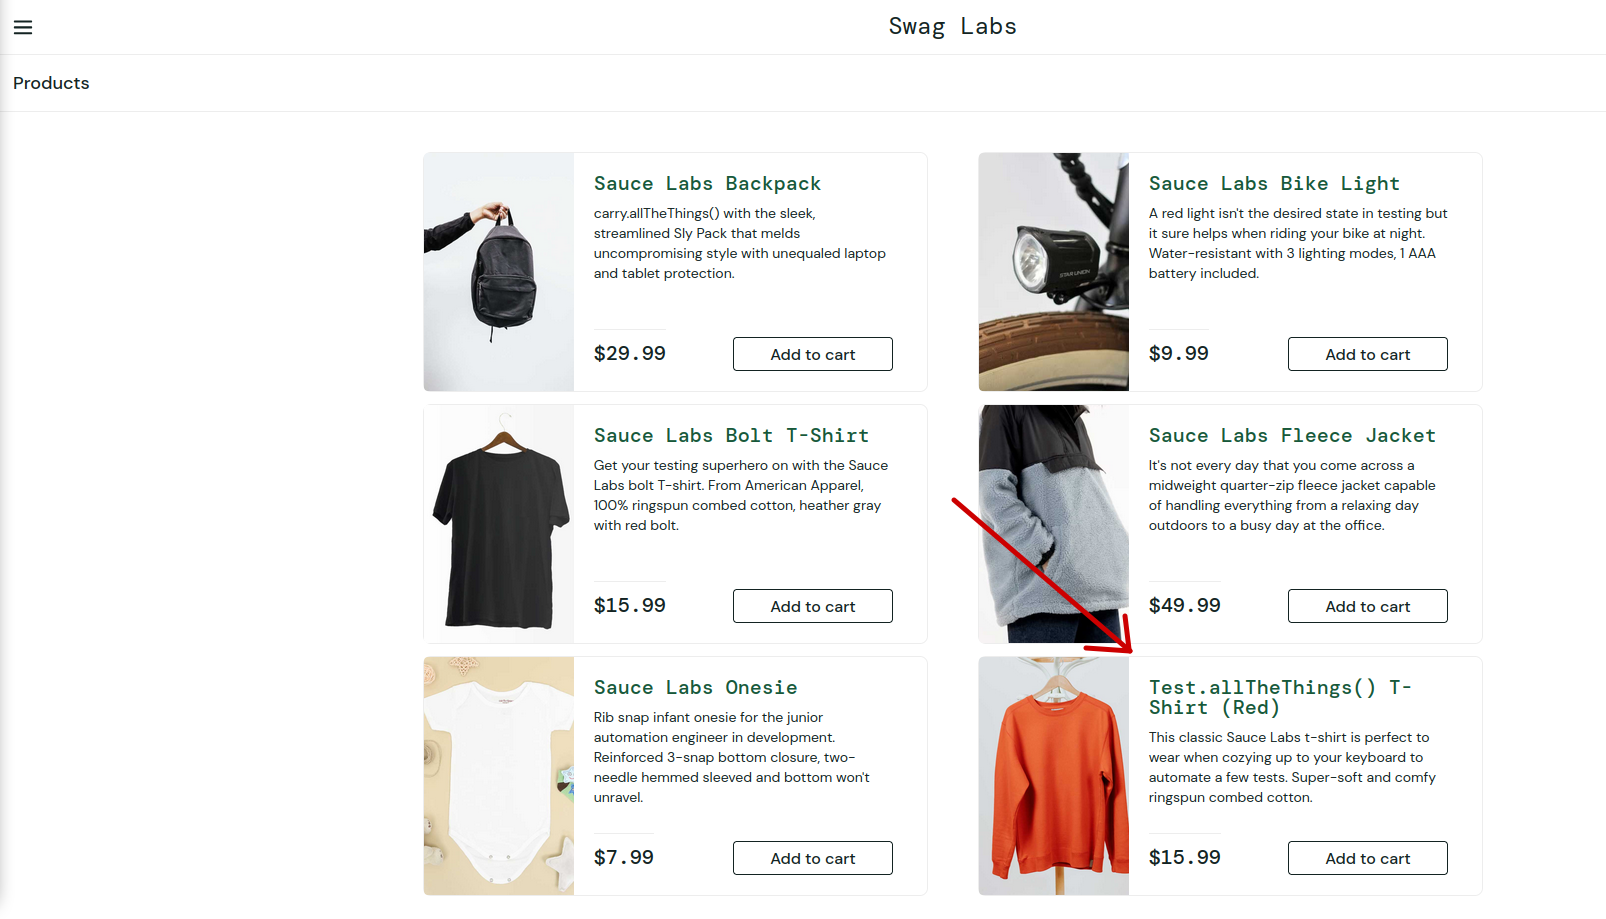 Swag Labs
Products
Sauce Labs Backpack
carry.allTheThings() with the sleek,
streamlined Sly Pack that melds
uncompromising style with unequaled laptop
and tablet protection.
$29.99
Add to cart
Sauce Labs Bike Light
A red light isn't the desired state in testing but
it sure helps when riding your bike at night.
Water-resistant with 3 lighting modes, 1 AAA
battery included.
$9.99
Add to cart
STAR UNION
Sauce Labs Bolt T-Shirt
Get your testing superhero on with the Sauce
Labs bolt T-shirt. From American Apparel,
100% ringspun combed cotton, heather gray
with red bolt.
$15.99
Add to cart
Sauce Labs Fleece Jacket
It's not every day that you come across a
midweight quarter-zip fleece jacket capable
of handling everything from a relaxing day
outdoors to a busy day at the office.
$49.99
Add to cart
Sauce Labs Onesie
Rib snap infant onesie for the junior
automation engineer in development.
Reinforced 3-snap bottom closure, two-
needle hemmed sleeved and bottom won't
unravel.
$7.99
Add to cart
Test.allTheThings() T-
Shirt (Red)
This classic Sauce Labs t-shirt is perfect to
wear when cozying up to your keyboard to
automate a few tests. Super-soft and comfy
ringspun combed cotton.
$15.99
Add to cart